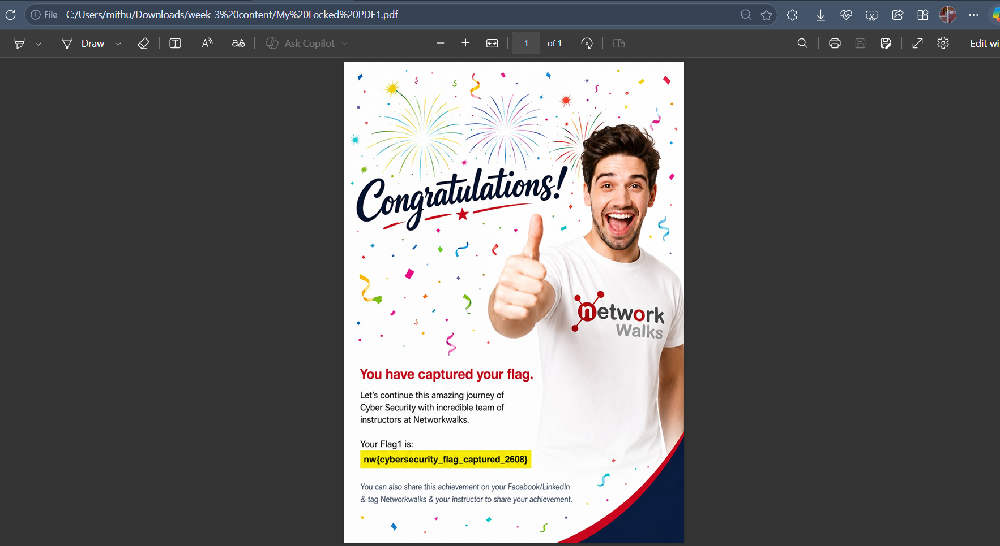 File C:/Users/mithu/Downloads/week-3%20content/My%20Locked%20PDF1.pdf
Draw Ask Copilot 1 of 1 Edit wi
Congratulations!
network
Walks
You have captured your flag.
Let's continue this amazing journey of
Cyber Security with incredible team of
instructors at Networkwalks.
Your Flag1 is:
nw{cybersecurity_flag_captured_2608}
You can also share this achievement on your Facebook/LinkedIn
& tag Networkwalks & your instructor to share your achievement.